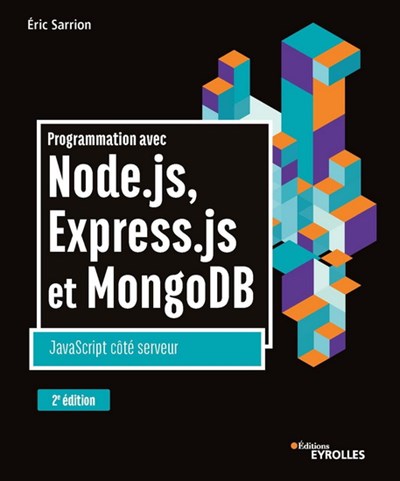 Éric Sarrion
Programmation avec
Node.js,
Express.js
et MongoDB
JavaScript côté serveur
2e édition
Éditions
EYROLLES